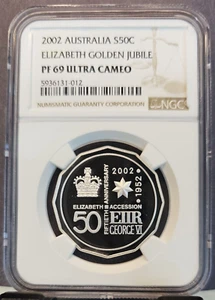 2002 AUSTRALIA S50C
ELIZABETH GOLDEN JUBILE
PF 69 ULTRA CAMEO
5936131-012
NGC
NUMISMATIC GUARANTY CORPORATION
2002 • 1952
FIFTIETH ANNIVERSARY
ELIZABETH
ACCESSION
50
EIIR
GEORGE VI